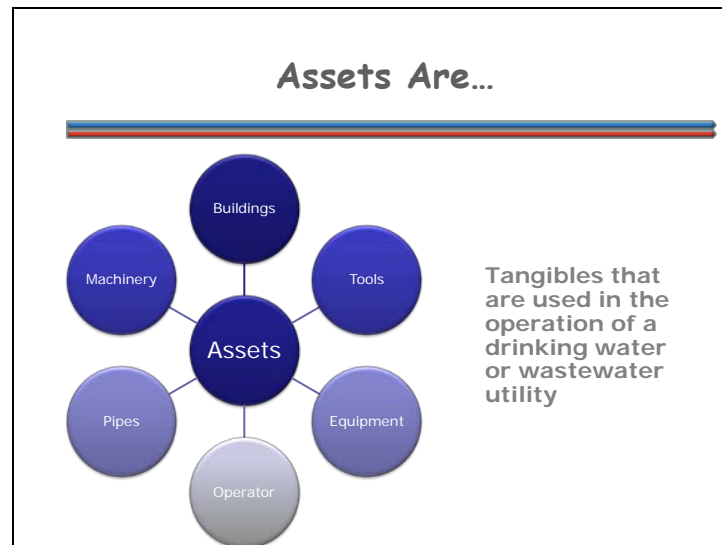 Assets Are…
Buildings
Machinery
Tools
Assets
Tangibles that
are used in the
operation of a
drinking water
or wastewater
utility
Pipes
Equipment
Operator